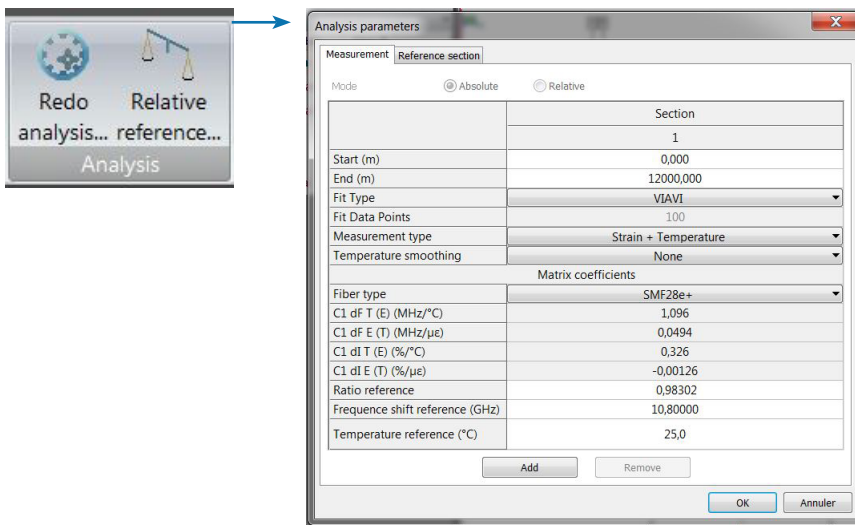 Redo Relative
analysis... reference...
Analysis
Analysis parameters
Measurement Reference section
Mode Absolute Relative
Section
1
Start (m) 0,000
End (m) 12000,000
Fit Type VIAVI
Fit Data Points 100
Measurement type Strain + Temperature
Temperature smoothing None
Matrix coefficients
Fiber type SMF28e+
C1 dF T (E) (MHz/°C) 1,096
C1 dF E (T) (MHz/με) 0,0494
C1 dI T (E) (%/°C) 0,326
C1 dI E (T) (%/με) -0,00126
Ratio reference 0,98302
Frequence shift reference (GHz) 10,80000
Temperature reference (°C) 25,0
Add Remove
OK Annuler